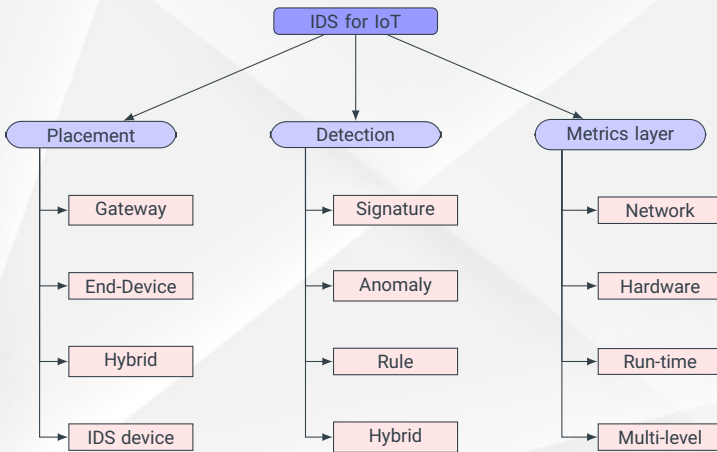 IDS for IoT
Placement
Detection
Metrics layer
Gateway
Signature
Network
End-Device
Anomaly
Hardware
Hybrid
Rule
Run-time
IDS device
Hybrid
Multi-level